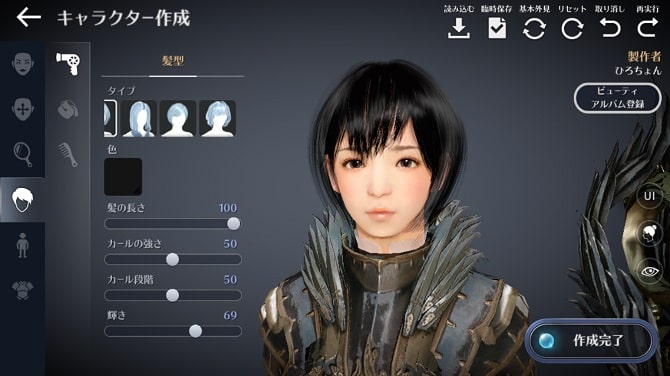 キャラクター作成
読み込む 臨時保存 基本外見 リセット 取り消し 再実行
製作者
ひろちょん
ビューティ
アルバム登録
髪型
タイプ
色
髪の長さ 100
カールの強さ 50
カール段階 50
輝き 69
UI
作成完了